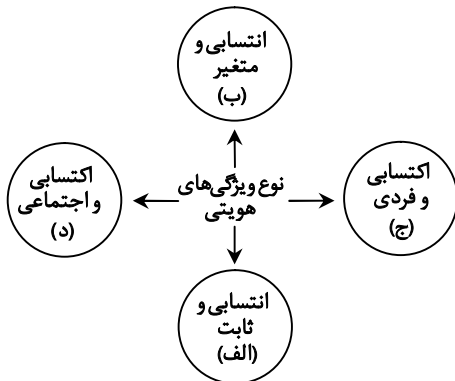 انتسابی و
متغیر
(ب)
اکتسابی
و فردی
(ج)
نوع ویژگی‌های
هویتی
اکتسابی
و اجتماعی
(د)
انتسابی و
ثابت
(الف)